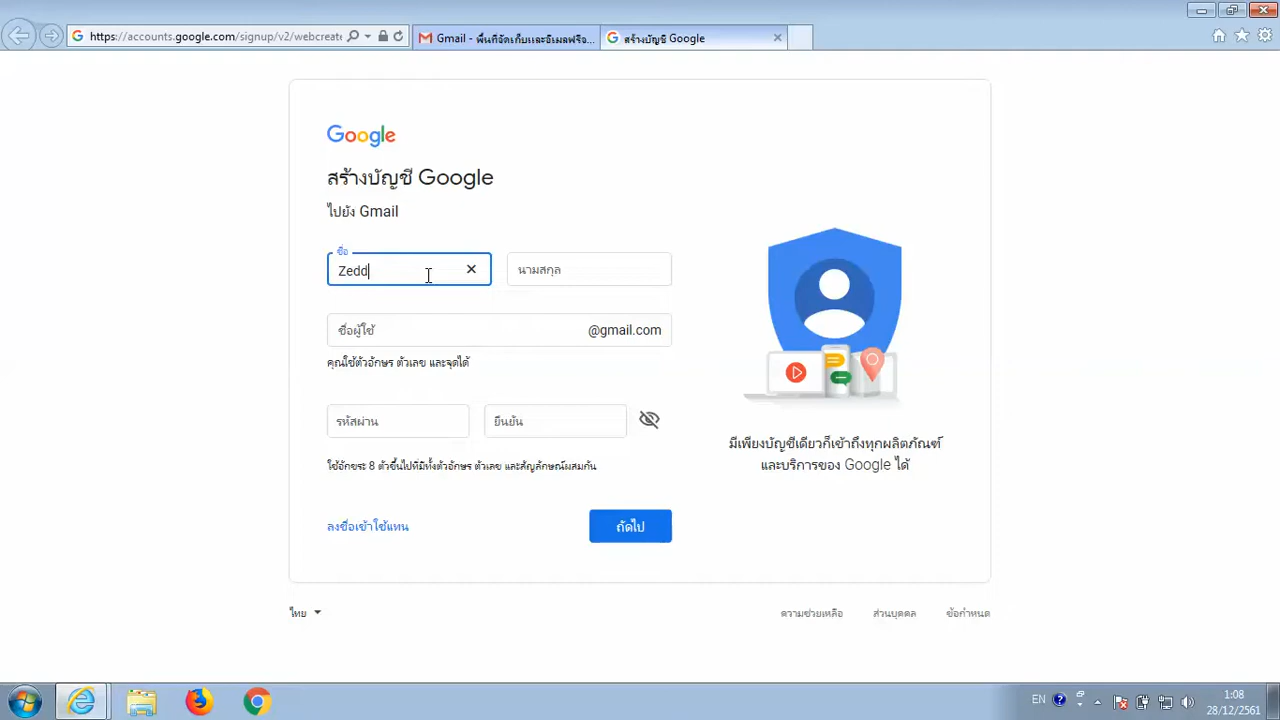 https://accounts.google.com/signup/v2/webcreate
Gmail - พื้นที่จัดเก็บและอีเมลฟรีจ...
สร้างบัญชี Google
Google
สร้างบัญชี Google
ไปยัง Gmail
ชื่อ
Zedd
นามสกุล
ชื่อผู้ใช้
@gmail.com
คุณใช้ตัวอักษร ตัวเลข และจุดได้
รหัสผ่าน
ยืนยัน
ใช้อักขระ 8 ตัวขึ้นไปที่มีทั้งตัวอักษร ตัวเลข และสัญลักษณ์ผสมกัน
ลงชื่อเข้าใช้แทน
ถัดไป
มีเพียงบัญชีเดียวก็เข้าถึงทุกผลิตภัณฑ์
และบริการของ Google ได้
ไทย
ความช่วยเหลือ
ส่วนบุคคล
ข้อกำหนด
EN
1:08
28/12/2561